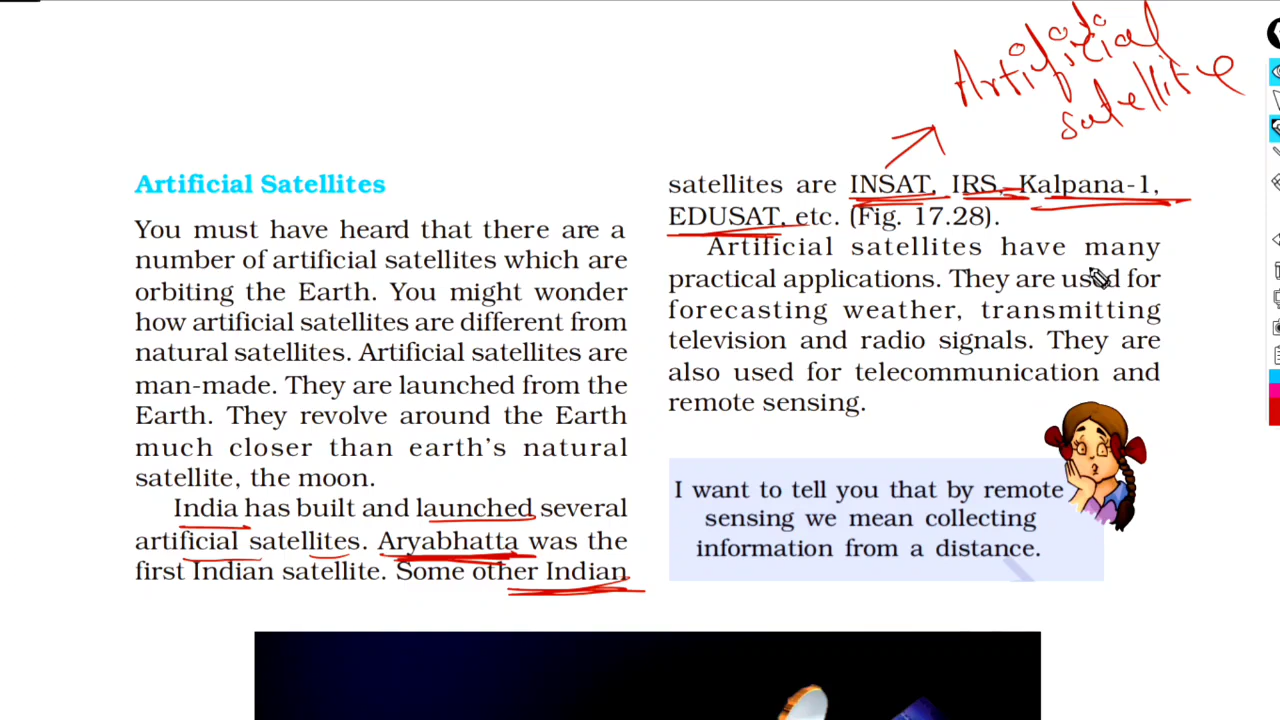 Artificial
satellite
Artificial Satellites
You must have heard that there are a
number of artificial satellites which are
orbiting the Earth. You might wonder
how artificial satellites are different from
natural satellites. Artificial satellites are
man-made. They are launched from the
Earth. They revolve around the Earth
much closer than earth's natural
satellite, the moon.
India has built and launched several
artificial satellites. Aryabhatta was the
first Indian satellite. Some other Indian
satellites are INSAT, IRS, Kalpana-1,
EDUSAT, etc. (Fig. 17.28).
Artificial satellites have many
practical applications. They are used for
forecasting weather, transmitting
television and radio signals. They are
also used for telecommunication and
remote sensing.
I want to tell you that by remote
sensing we mean collecting
information from a distance.